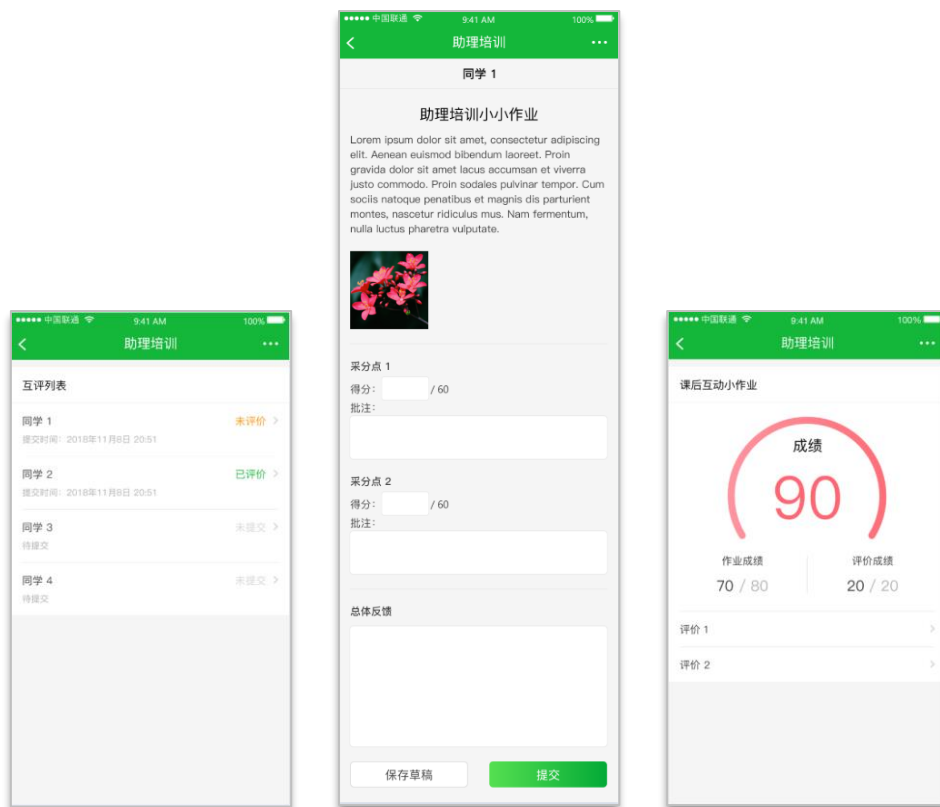 中国联通 9:41 AM 100%
助理培训
互评列表
同学 1 未评价
提交时间：2018年11月8日 20:51
同学 2 已评价
提交时间：2018年11月8日 20:51
同学 3 未提交
待提交
同学 4 未提交
待提交
中国联通 9:41 AM 100%
助理培训
同学 1
助理培训小小作业
Lorem ipsum dolor sit amet, consectetur adipiscing
elit. Aenean euismod bibendum laoreet. Proin
gravida dolor sit amet lacus accumsan et viverra
justo commodo. Proin sodales pulvinar tempor. Cum
sociis natoque penatibus et magnis dis parturient
montes, nascetur ridiculus mus. Nam fermentum,
nulla luctus pharetra vulputate.
采分点 1
得分： / 60
批注：
采分点 2
得分： / 60
批注：
总体反馈
保存草稿 提交
中国联通 9:41 AM 100%
助理培训
课后互动小作业
成绩
90
作业成绩 评价成绩
70 / 80 20 / 20
评价 1
评价 2